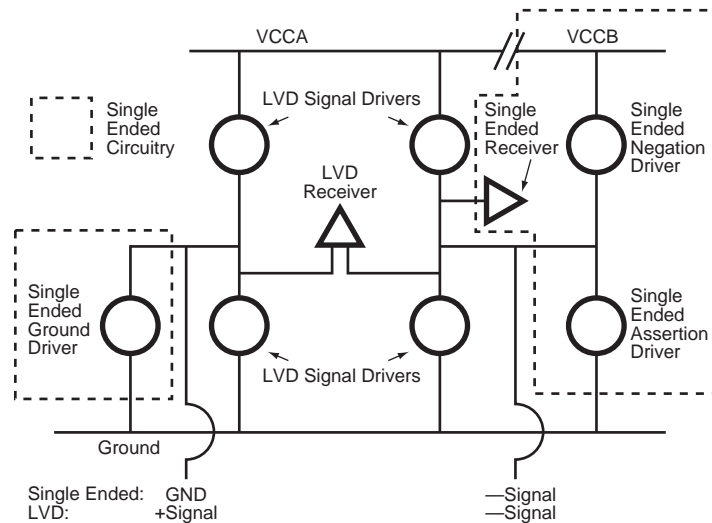 VCCA
VCCB
Single
Ended
Circuitry
LVD Signal Drivers
Single
Ended
Receiver
Single
Ended
Negation
Driver
LVD
Receiver
Single
Ended
Ground
Driver
Single
Ended
Assertion
Driver
LVD Signal Drivers
Ground
Single Ended: GND —Signal
LVD: +Signal —Signal